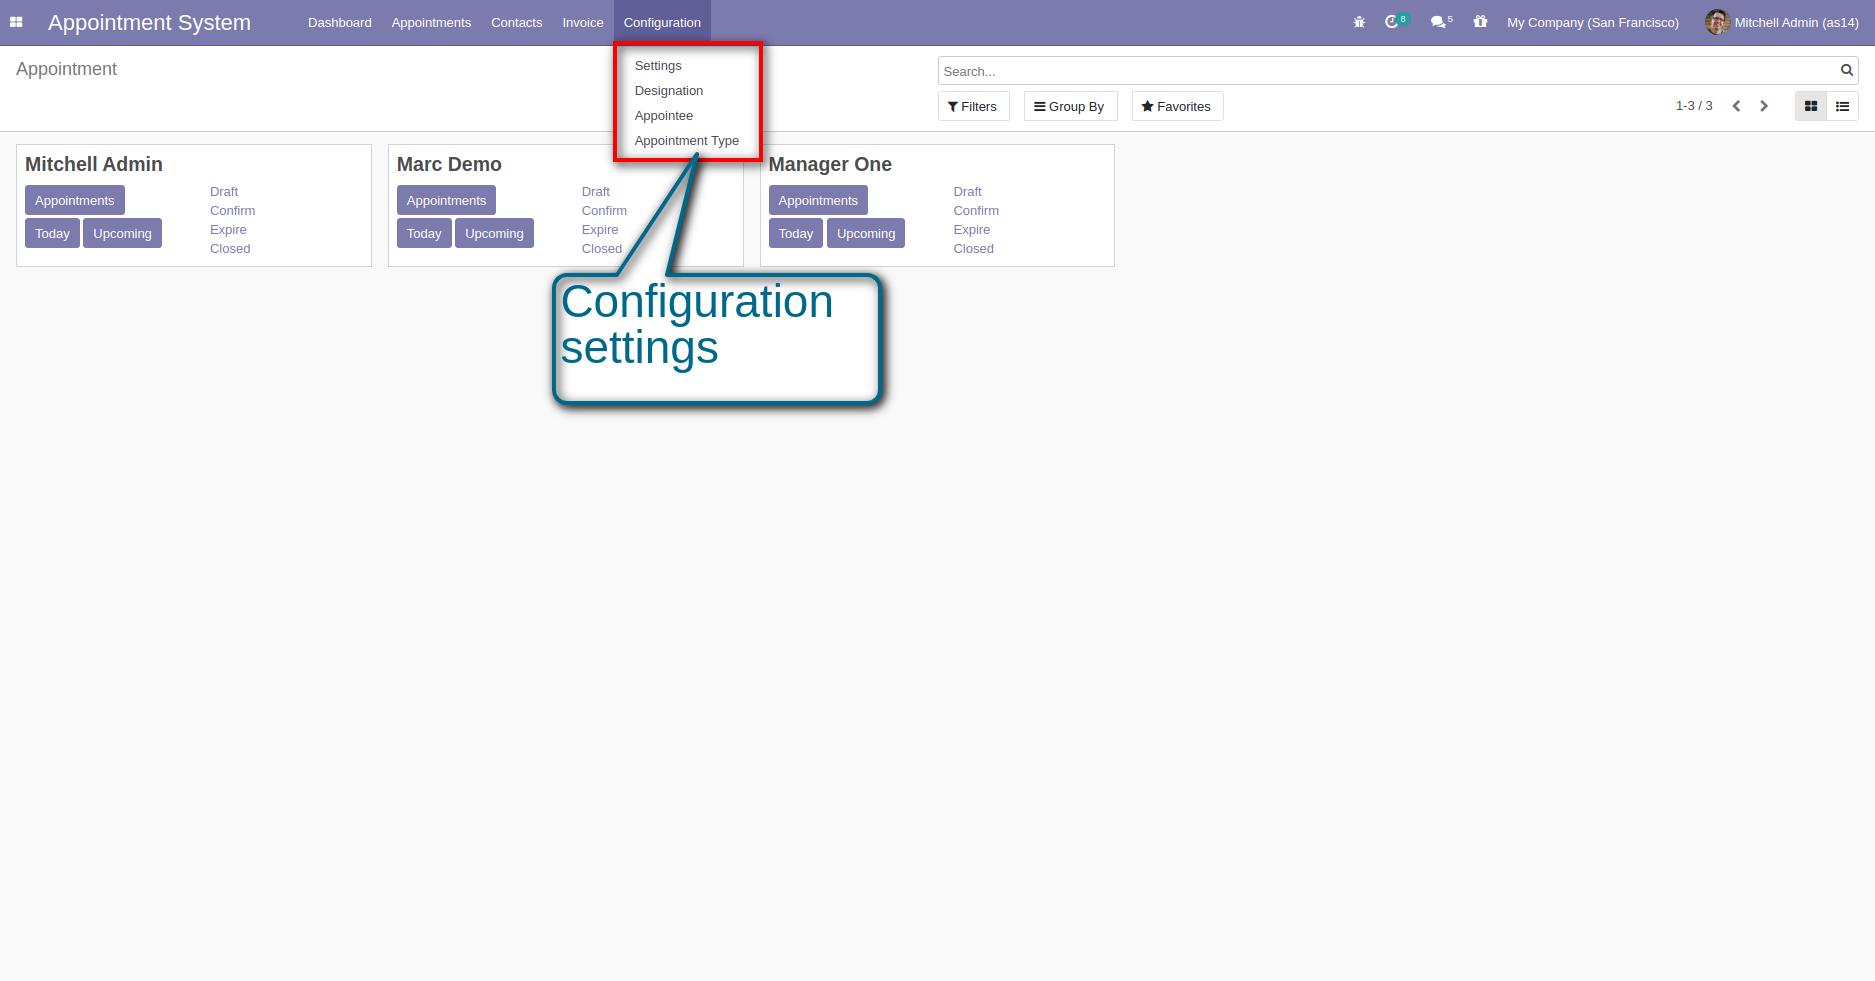 Appointment System Dashboard Appointments Contacts Invoice Configuration 8 5 My Company (San Francisco) Mitchell Admin (as14)
Appointment
Search...
Settings
Designation
Appointee
Appointment Type
Filters Group By Favorites 1-3 / 3
Mitchell Admin
Appointments
Today Upcoming
Draft
Confirm
Expire
Closed
Marc Demo
Appointments
Today Upcoming
Draft
Confirm
Expire
Closed
Manager One
Appointments
Today Upcoming
Draft
Confirm
Expire
Closed
Configuration
settings